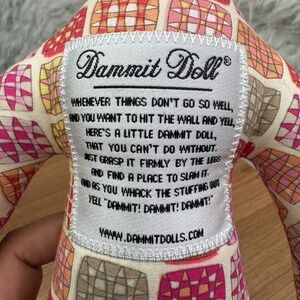 Dammit Doll®
WHENEVER THINGS DON'T GO SO WELL,
AND YOU WANT TO HIT THE WALL AND YELL,
HERE'S A LITTLE DAMMIT DOLL,
THAT YOU CAN'T DO WITHOUT.
JUST GRASP IT FIRMLY BY THE LEGS
AND FIND A PLACE TO SLAM IT.
AND AS YOU WHACK THE STUFFING OUT
YELL "DAMMIT! DAMMIT! DAMMIT!"
WWW.DAMMITDOLLS.COM